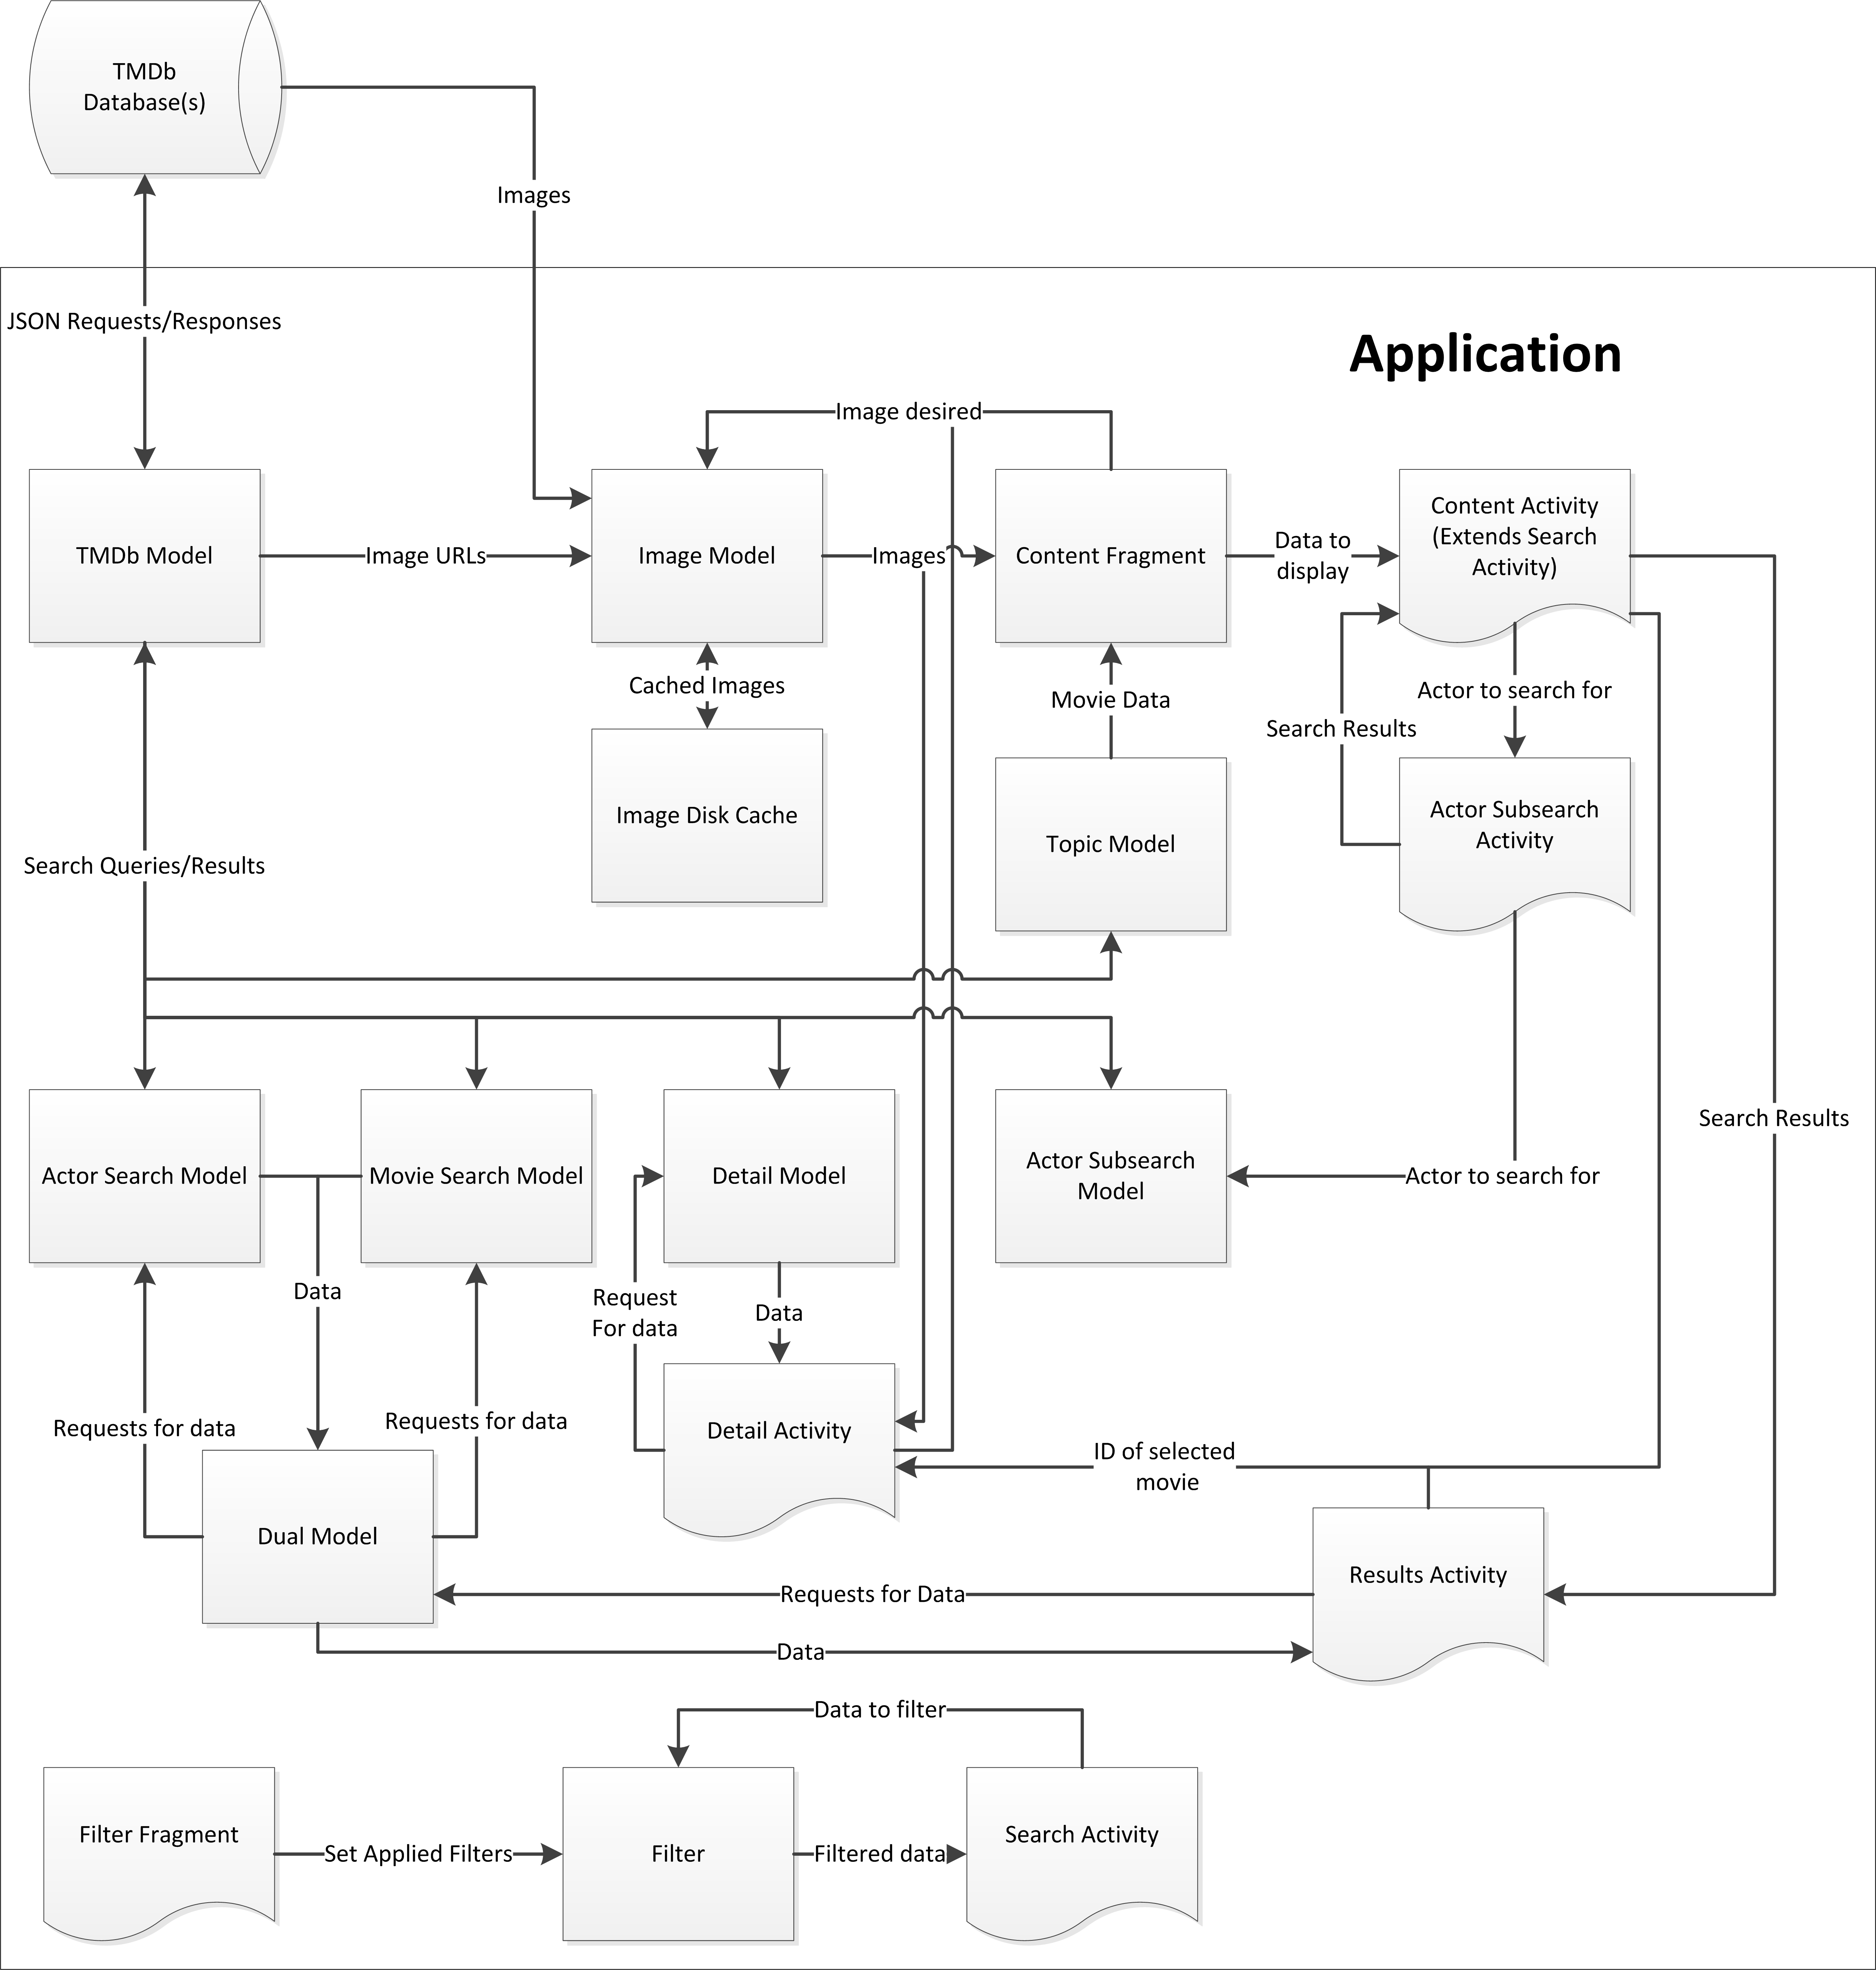 TMDb
Database(s)
Images
JSON Requests/Responses
Application
Image desired
TMDb Model
Image URLs
Image Model
Images
Content Fragment
Data to
display
Content Activity
(Extends Search
Activity)
Cached Images
Movie Data
Actor to search for
Search Results
Image Disk Cache
Topic Model
Actor Subsearch
Activity
Search Queries/Results
Search Results
Actor Search Model
Movie Search Model
Detail Model
Actor Subsearch
Model
Actor to search for
Data
Request
For data
Data
Requests for data
Requests for data
Detail Activity
ID of selected
movie
Dual Model
Results Activity
Requests for Data
Data
Data to filter
Filter Fragment
Set Applied Filters
Filter
Filtered data
Search Activity